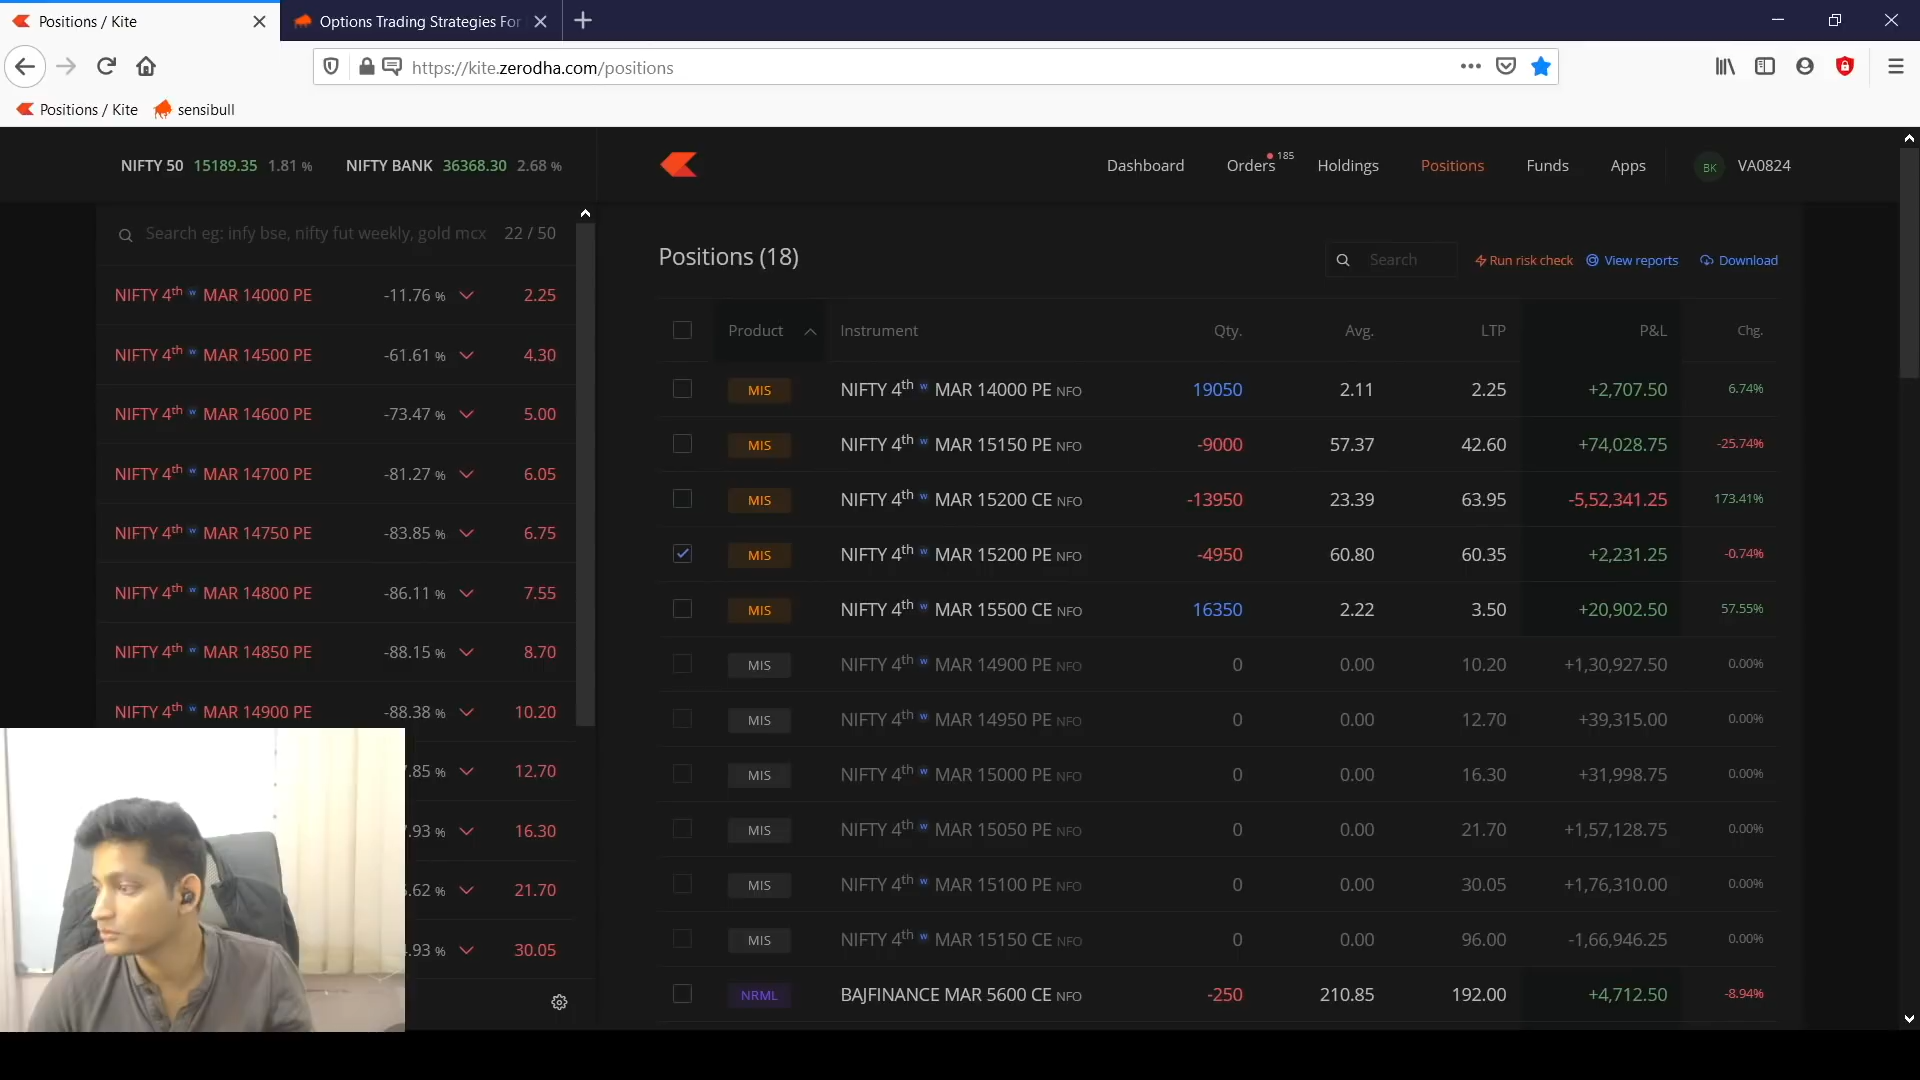 Positions / Kite
Options Trading Strategies For
https://kite.zerodha.com/positions
Positions / Kite
sensibull
NIFTY 50 15189.35 1.81 %
NIFTY BANK 36368.30 2.68 %
Dashboard
Orders 185
Holdings
Positions
Funds
Apps
BK VA0824
Search eg: infy bse, nifty fut weekly, gold mcx 22 / 50
NIFTY 4th w MAR 14000 PE -11.76 % 2.25
NIFTY 4th w MAR 14500 PE -61.61 % 4.30
NIFTY 4th w MAR 14600 PE -73.47 % 5.00
NIFTY 4th w MAR 14700 PE -81.27 % 6.05
NIFTY 4th w MAR 14750 PE -83.85 % 6.75
NIFTY 4th w MAR 14800 PE -86.11 % 7.55
NIFTY 4th w MAR 14850 PE -88.15 % 8.70
NIFTY 4th w MAR 14900 PE -88.38 % 10.20
.85 % 12.70
.93 % 16.30
.62 % 21.70
.93 % 30.05
Positions (18)
Search
Run risk check
View reports
Download
Product Instrument Qty. Avg. LTP P&L Chg.
MIS NIFTY 4th w MAR 14000 PE NFO 19050 2.11 2.25 +2,707.50 6.74%
MIS NIFTY 4th w MAR 15150 PE NFO -9000 57.37 42.60 +74,028.75 -25.74%
MIS NIFTY 4th w MAR 15200 CE NFO -13950 23.39 63.95 -5,52,341.25 173.41%
MIS NIFTY 4th w MAR 15200 PE NFO -4950 60.80 60.35 +2,231.25 -0.74%
MIS NIFTY 4th w MAR 15500 CE NFO 16350 2.22 3.50 +20,902.50 57.55%
MIS NIFTY 4th w MAR 14900 PE NFO 0 0.00 10.20 +1,30,927.50 0.00%
MIS NIFTY 4th w MAR 14950 PE NFO 0 0.00 12.70 +39,315.00 0.00%
MIS NIFTY 4th w MAR 15000 PE NFO 0 0.00 16.30 +31,998.75 0.00%
MIS NIFTY 4th w MAR 15050 PE NFO 0 0.00 21.70 +1,57,128.75 0.00%
MIS NIFTY 4th w MAR 15100 PE NFO 0 0.00 30.05 +1,76,310.00 0.00%
MIS NIFTY 4th w MAR 15150 CE NFO 0 0.00 96.00 -1,66,946.25 0.00%
NRML BAJFINANCE MAR 5600 CE NFO -250 210.85 192.00 +4,712.50 -8.94%